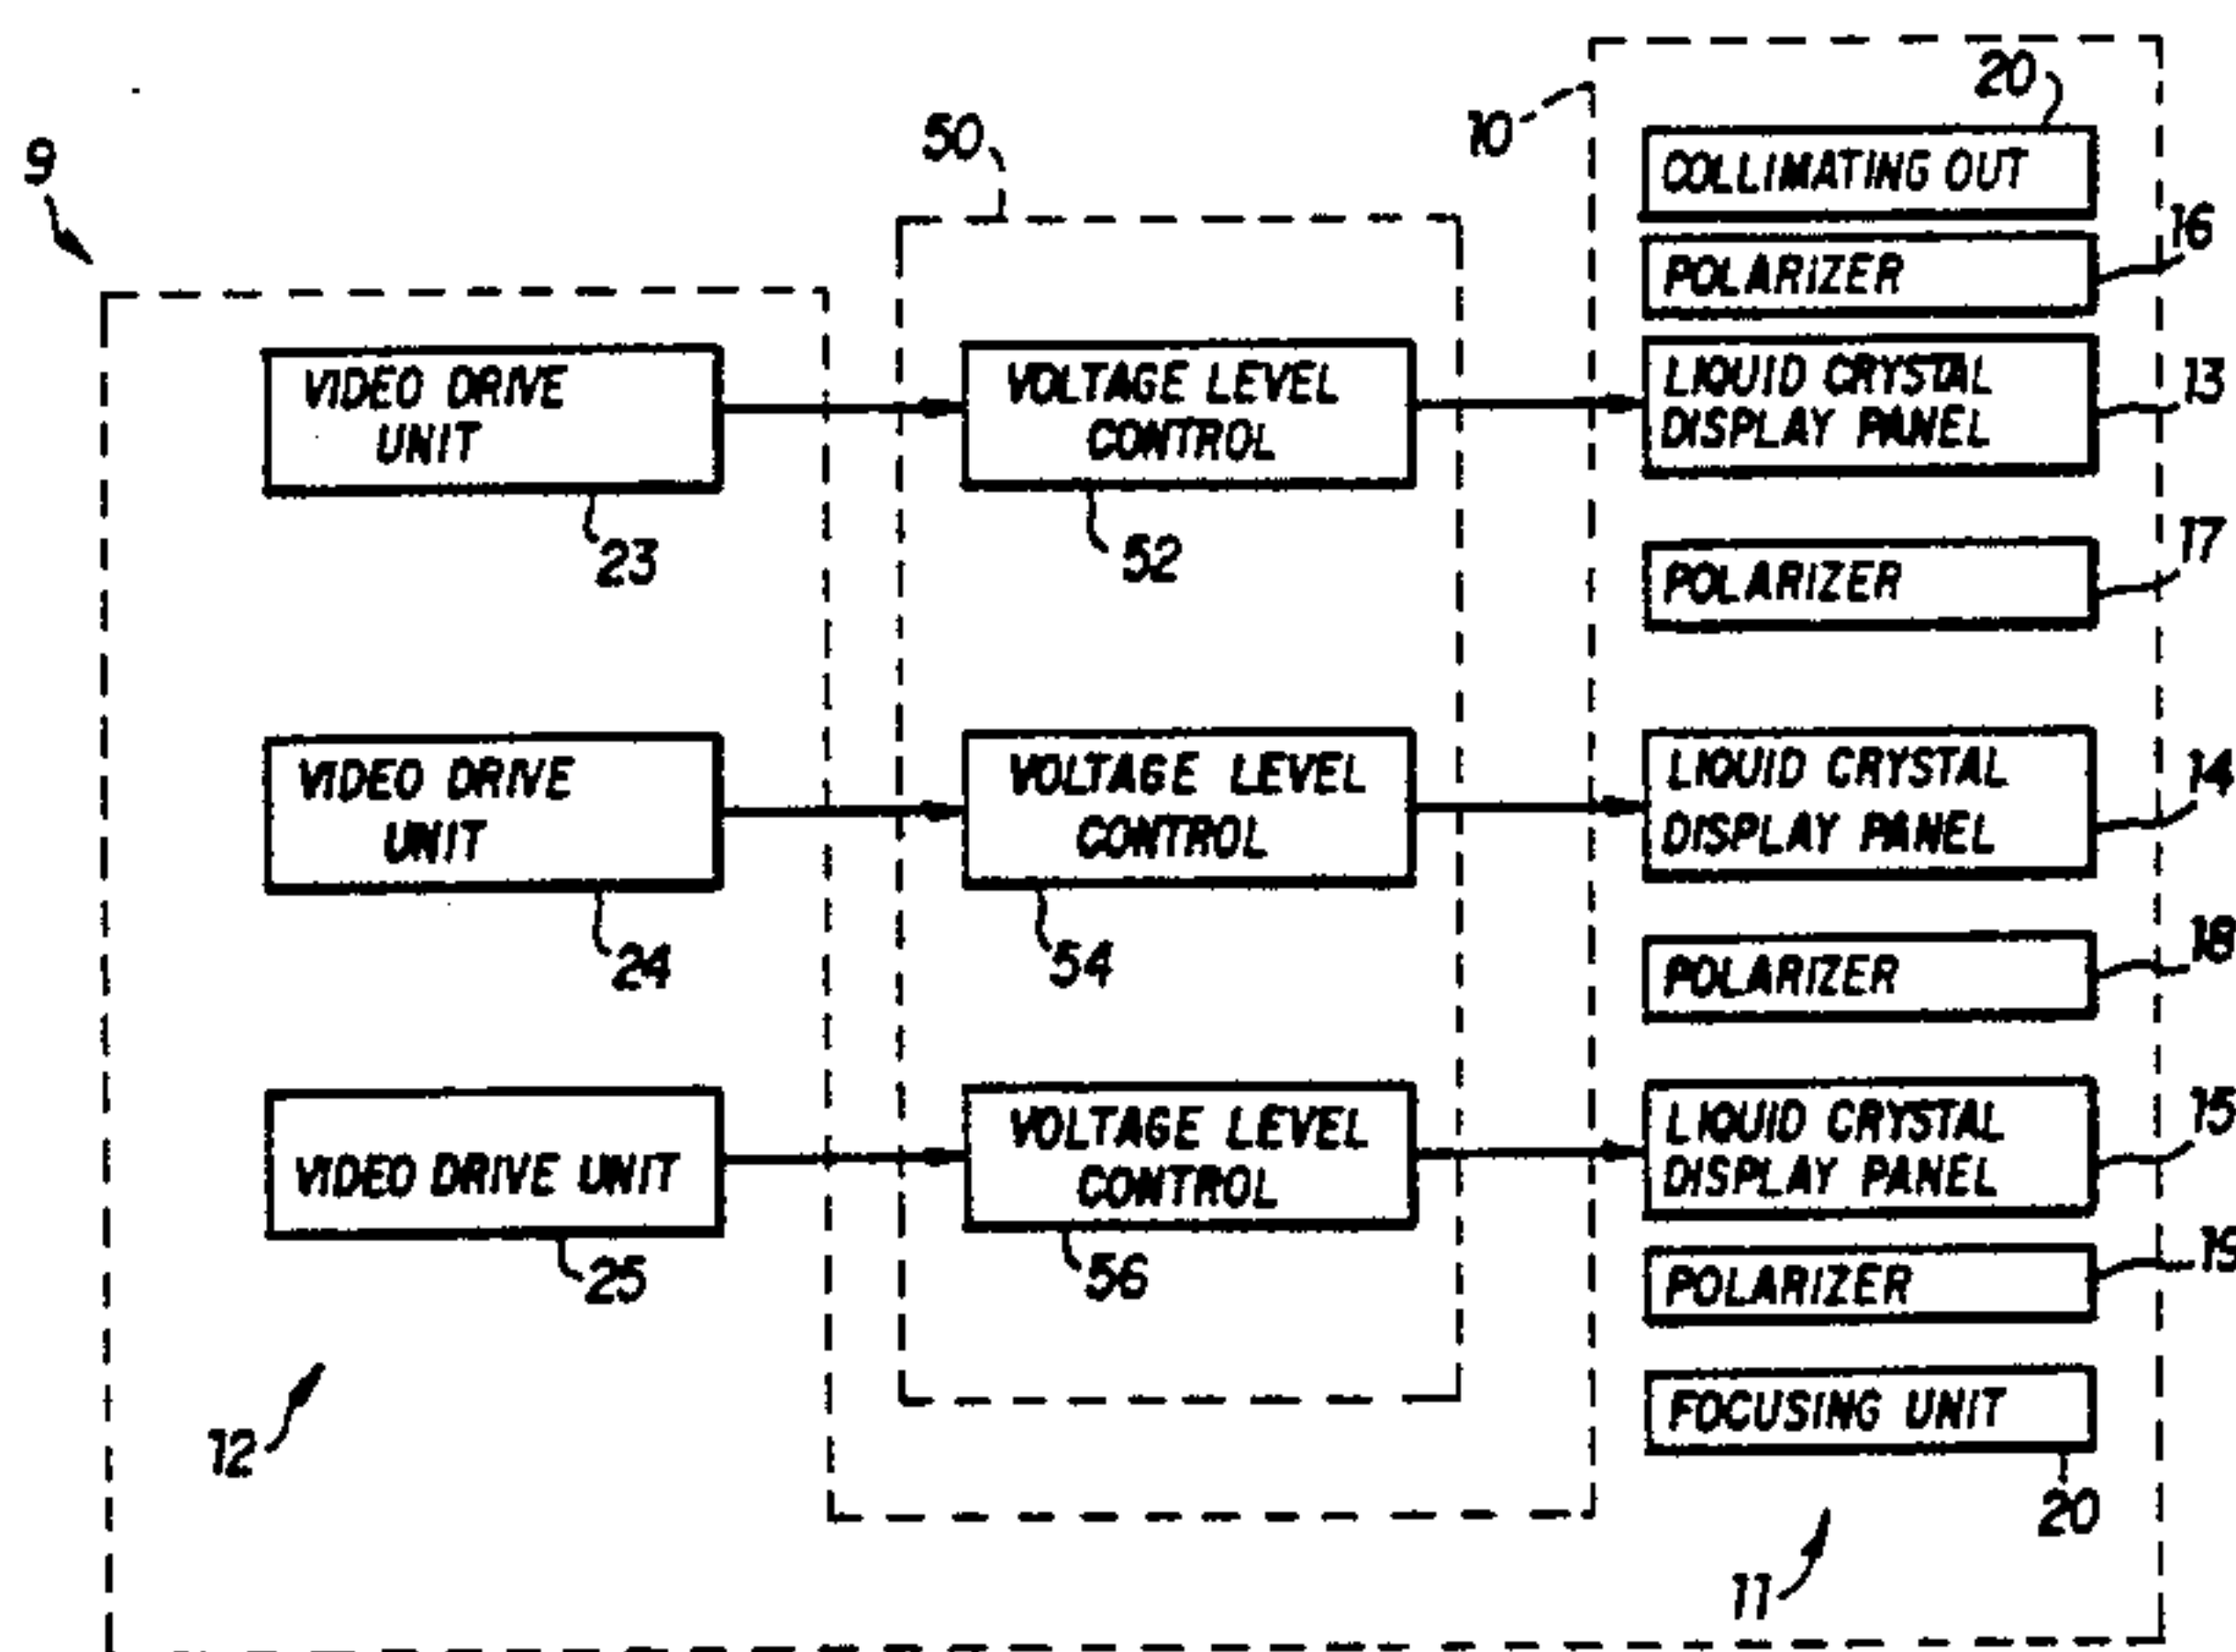 9
50
10
20
COLLIMATING OUT
POLARIZER
16
VIDEO DRIVE
UNIT
23
VOLTAGE LEVEL
CONTROL
52
LIQUID CRYSTAL
DISPLAY PANEL
13
POLARIZER
17
VIDEO DRIVE
UNIT
24
VOLTAGE LEVEL
CONTROL
54
LIQUID CRYSTAL
DISPLAY PANEL
14
POLARIZER
18
VIDEO DRIVE UNIT
25
VOLTAGE LEVEL
CONTROL
56
LIQUID CRYSTAL
DISPLAY PANEL
15
POLARIZER
19
FOCUSING UNIT
20
12
11